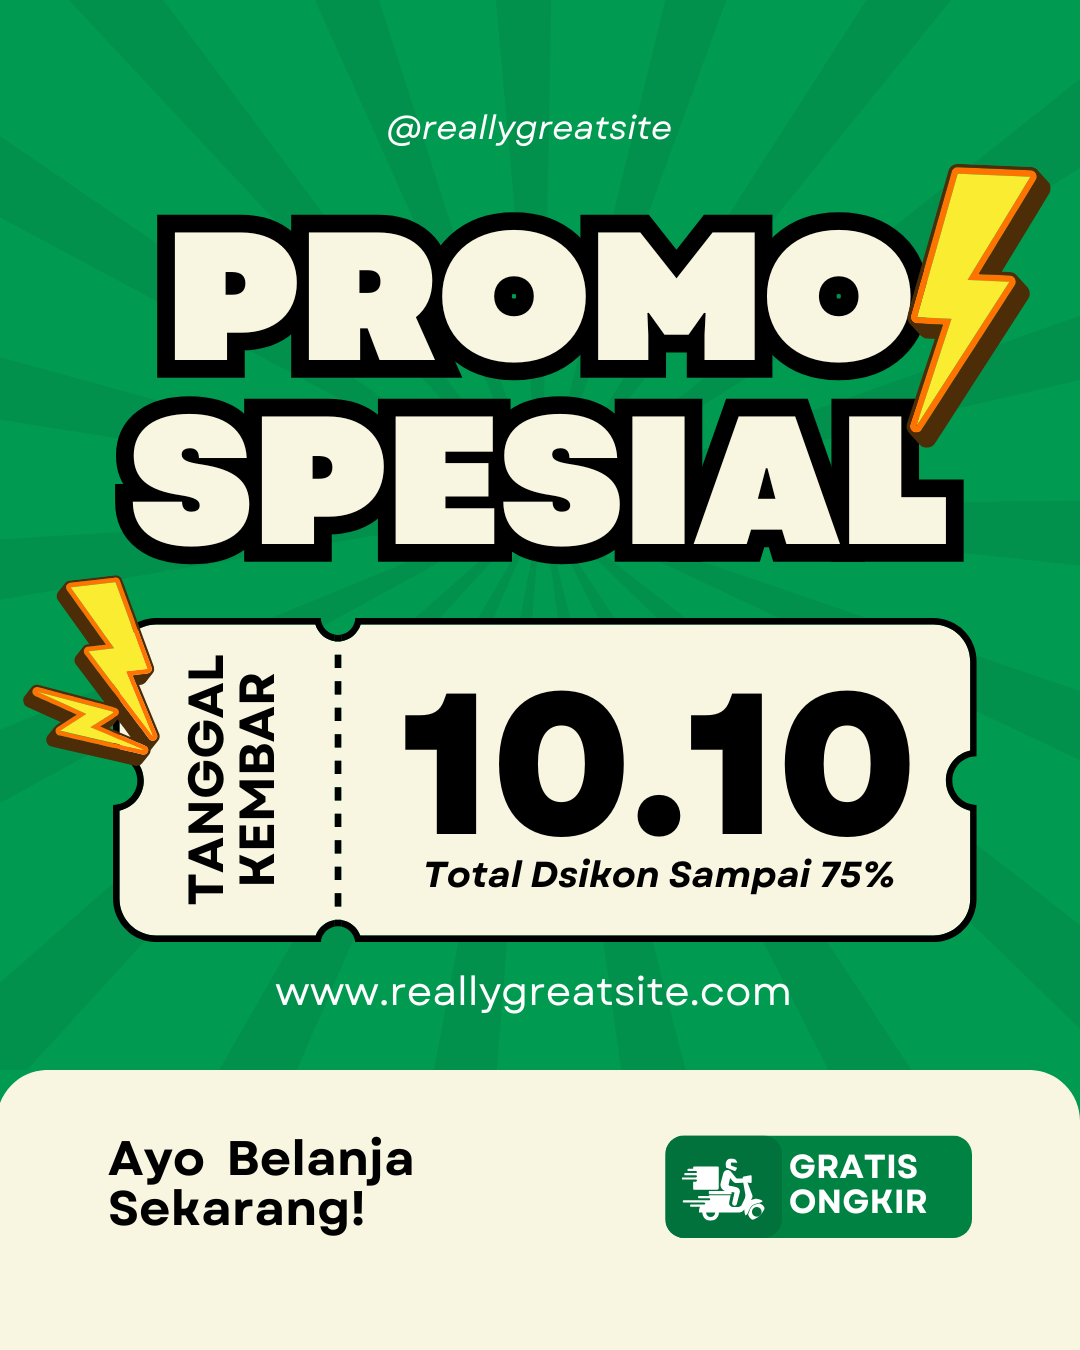 @reallygreatsite
PROMO
SPESIAL
TANGGAL
KEMBAR
10.10
Total Dsikon Sampai 75%
www.reallygreatsite.com
Ayo Belanja
Sekarang!
GRATIS
ONGKIR